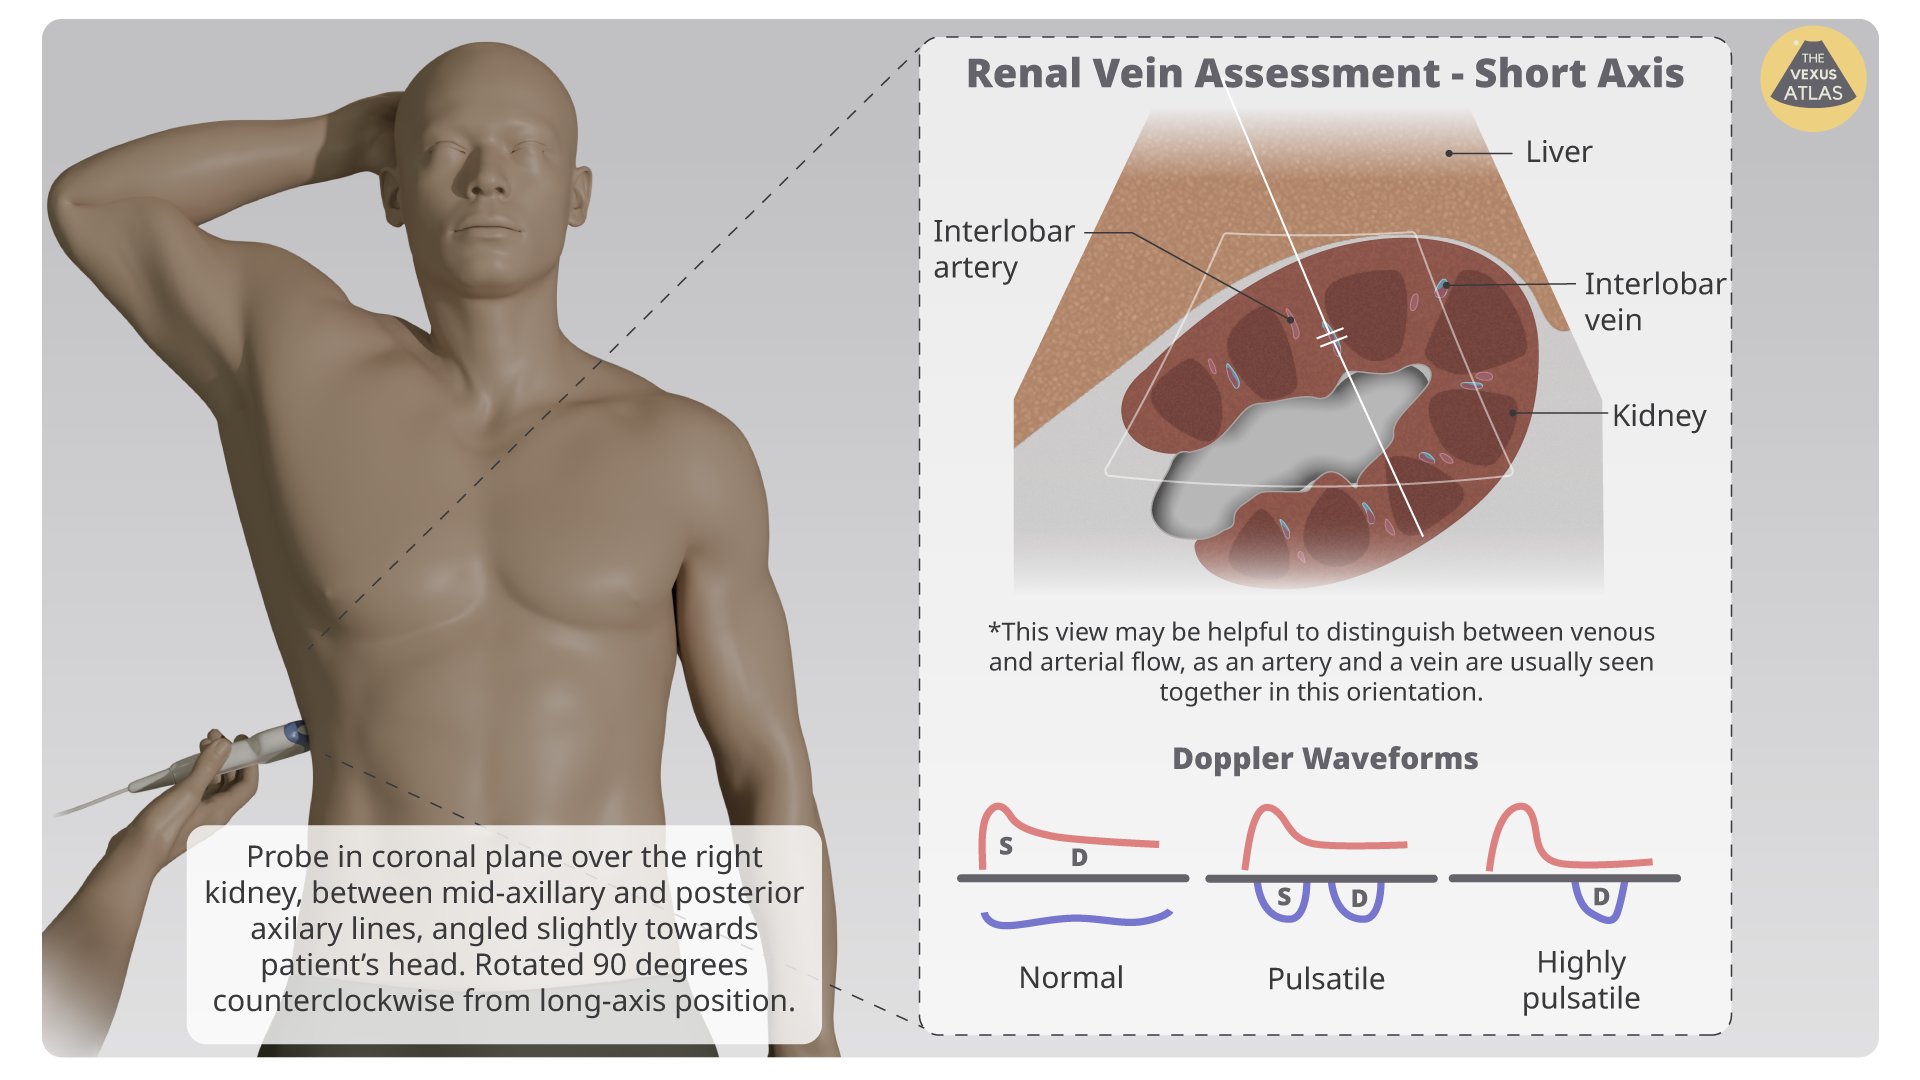 Renal Vein Assessment - Short Axis
THE
VEXUS
ATLAS
Liver
Interlobar
artery
Interlobar
vein
Kidney
*This view may be helpful to distinguish between venous
and arterial flow, as an artery and a vein are usually seen
together in this orientation.
Doppler Waveforms
S
D
S
D
D
Normal
Pulsatile
Highly
pulsatile
Probe in coronal plane over the right
kidney, between mid-axillary and posterior
axilary lines, angled slightly towards
patient’s head. Rotated 90 degrees
counterclockwise from long-axis position.